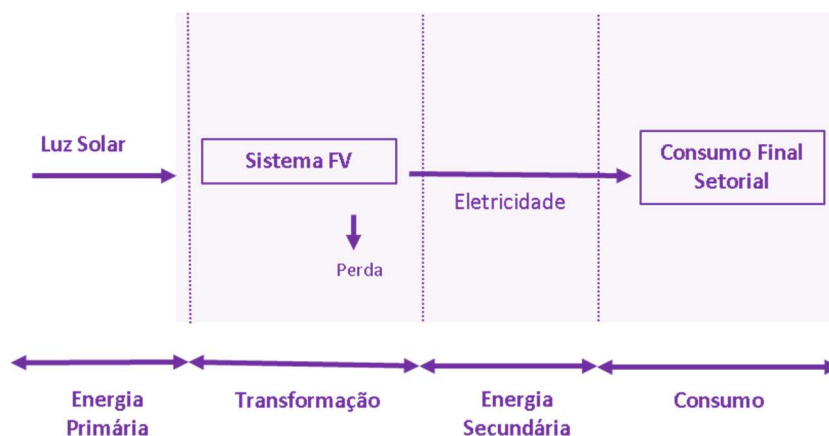 Luz Solar
Sistema FV
Consumo Final
Setorial
Eletricidade
Perda
Energia
Primária
Transformação
Energia
Secundária
Consumo